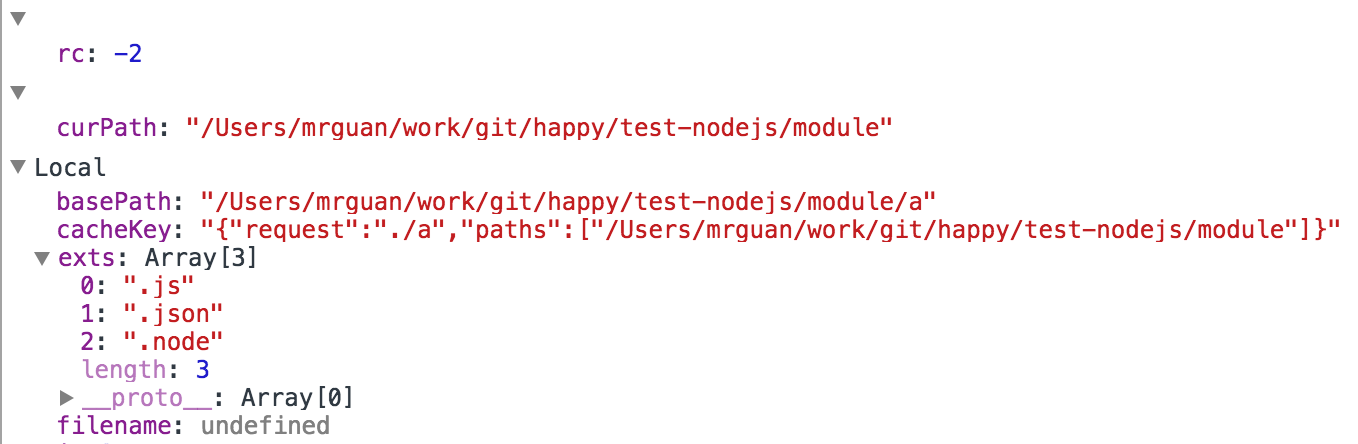 rc: -2
curPath: "/Users/mrguan/work/git/happy/test-nodejs/module"
Local
basePath: "/Users/mrguan/work/git/happy/test-nodejs/module/a"
cacheKey: "{"request":"./a","paths":["/Users/mrguan/work/git/happy/test-nodejs/module"]}"
exts: Array[3]
0: ".js"
1: ".json"
2: ".node"
length: 3
__proto__: Array[0]
filename: undefined